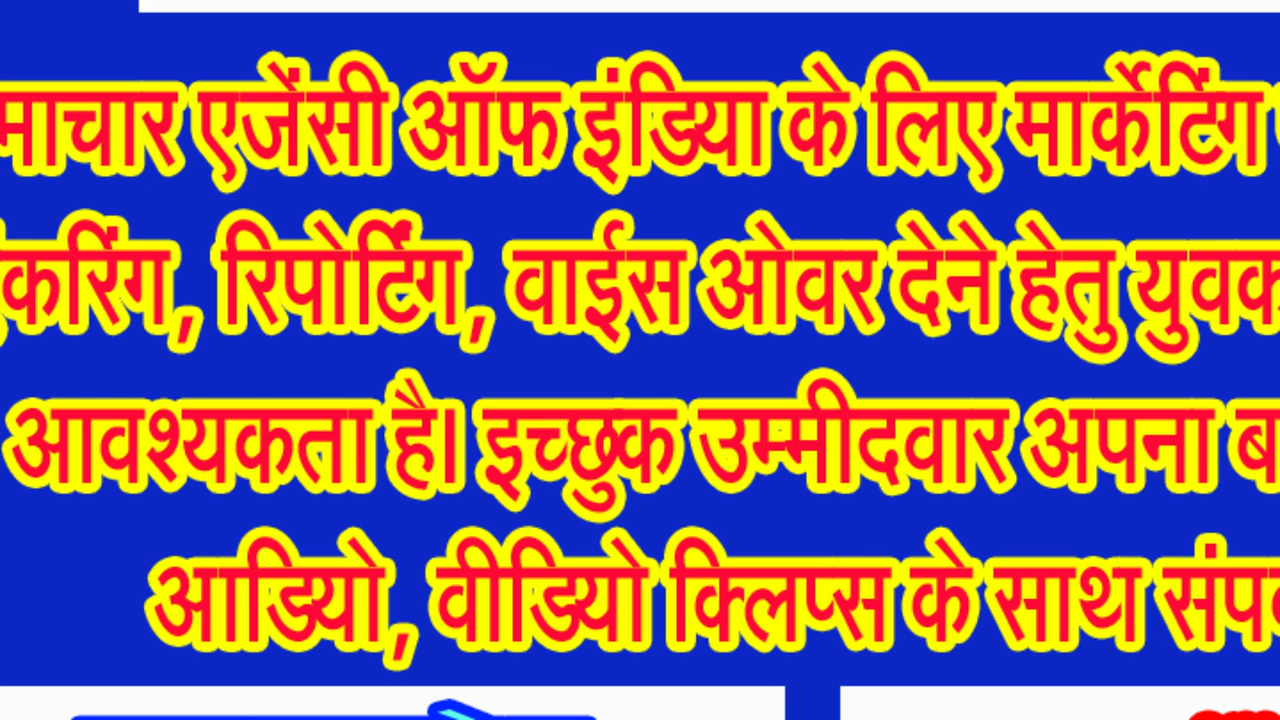 माचार एजेंसी ऑफ इंडिया के लिए मार्केटिंग
करिंग, रिपोर्टिंग, वाईस ओवर देने हेतु युवक
आवश्यकता है। इच्छुक उम्मीदवार अपना ब
आडियो, वीडियो क्लिप्स के साथ संप